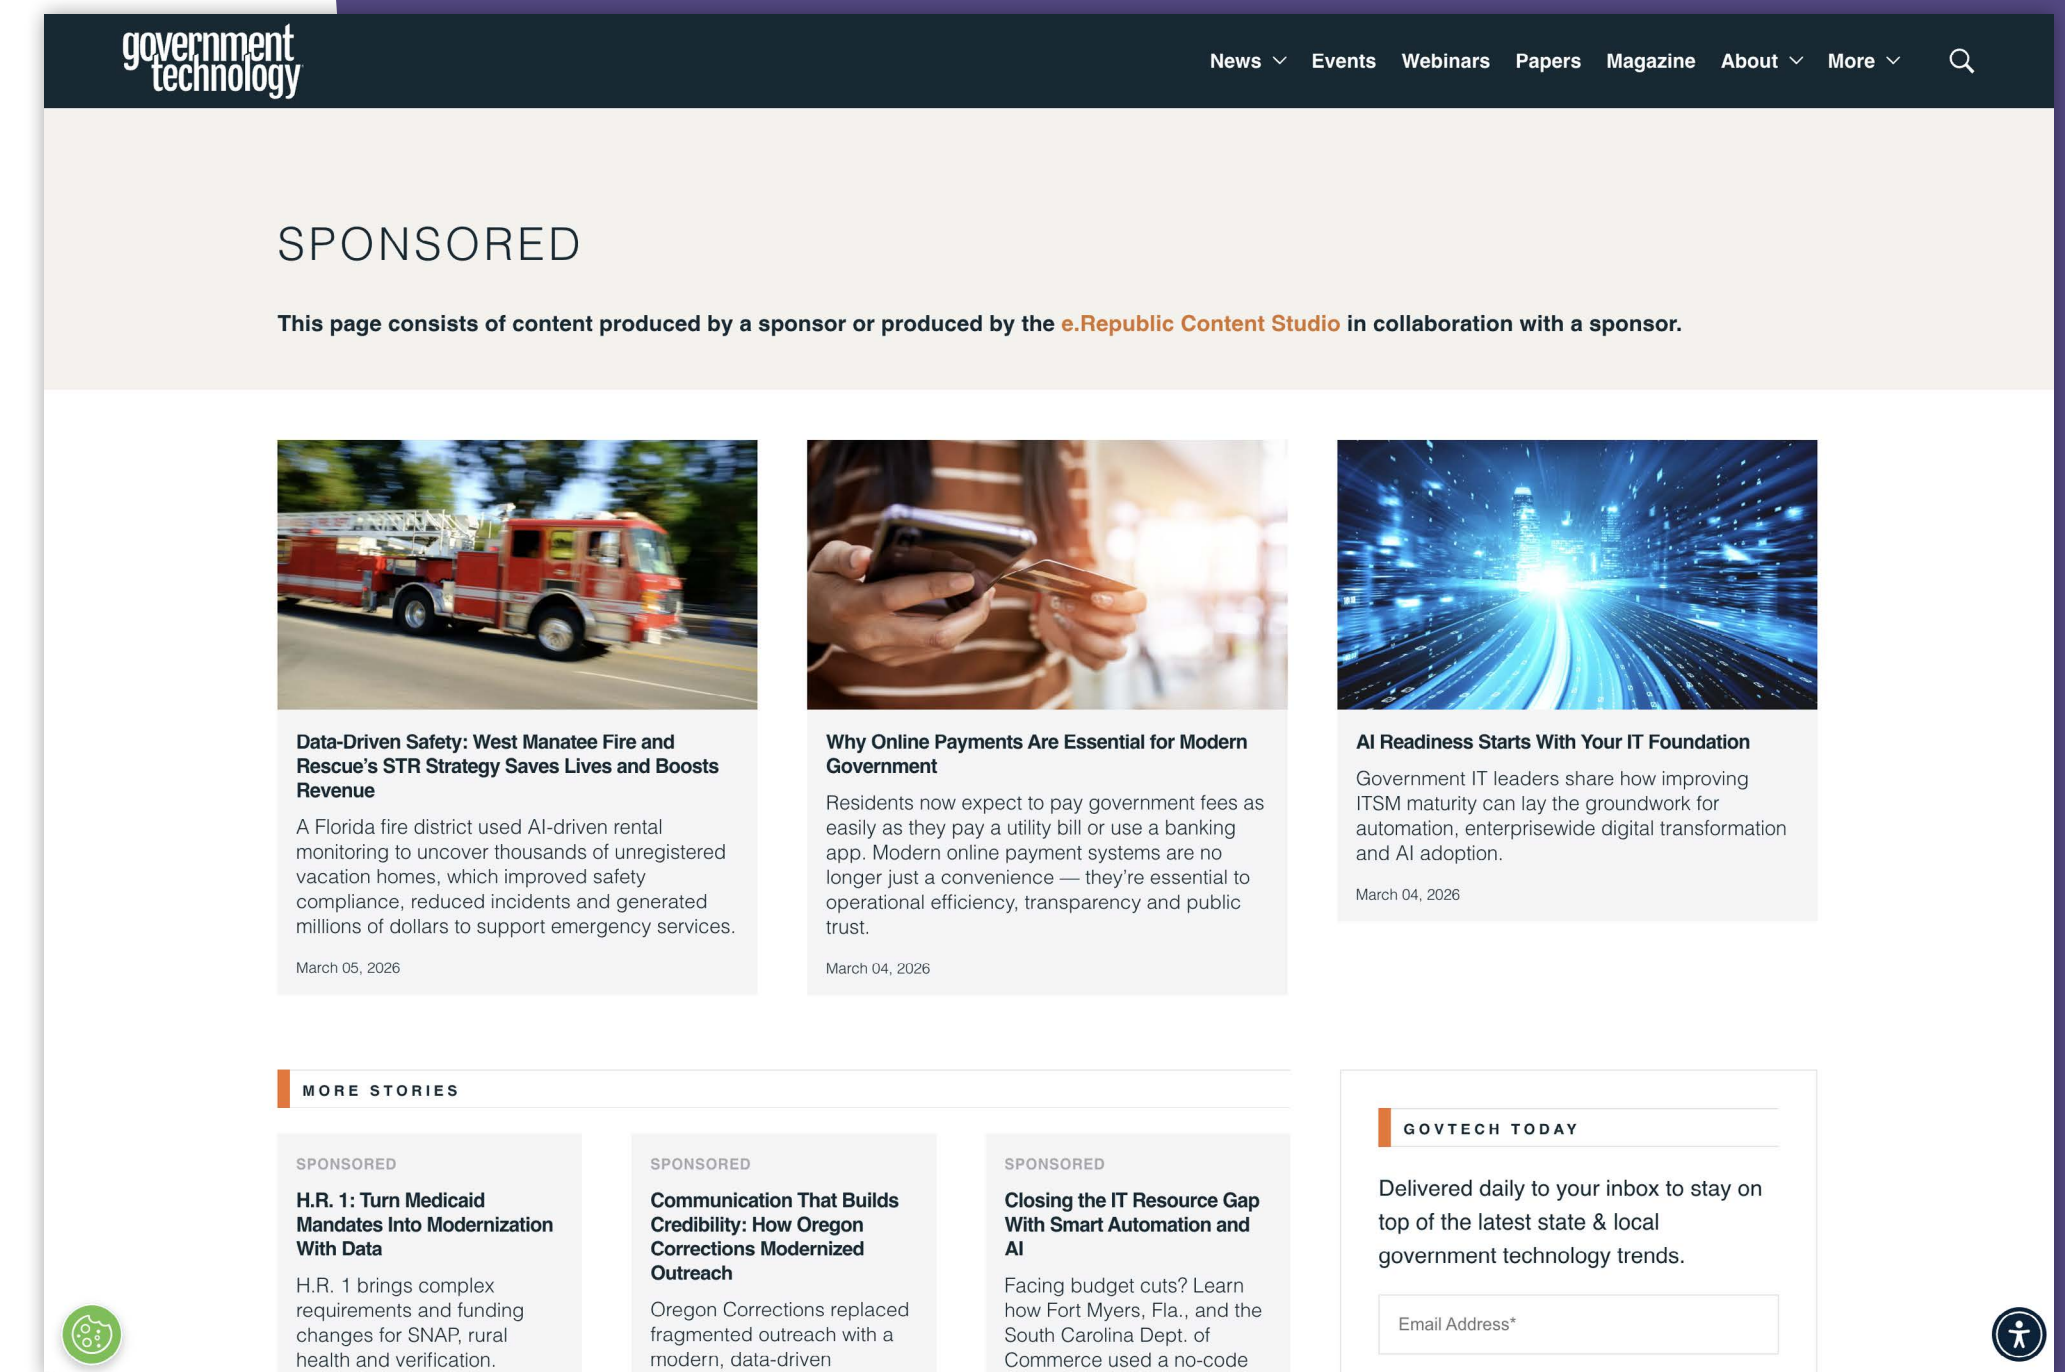 government
technology
News Events Webinars Papers Magazine About More
SPONSORED
This page consists of content produced by a sponsor or produced by the e.Republic Content Studio in collaboration with a sponsor.
Data-Driven Safety: West Manatee Fire and
Rescue’s STR Strategy Saves Lives and Boosts
Revenue
A Florida fire district used AI-driven rental
monitoring to uncover thousands of unregistered
vacation homes, which improved safety
compliance, reduced incidents and generated
millions of dollars to support emergency services.
March 05, 2026
Why Online Payments Are Essential for Modern
Government
Residents now expect to pay government fees as
easily as they pay a utility bill or use a banking
app. Modern online payment systems are no
longer just a convenience — they’re essential to
operational efficiency, transparency and public
trust.
March 04, 2026
AI Readiness Starts With Your IT Foundation
Government IT leaders share how improving
ITSM maturity can lay the groundwork for
automation, enterprisewide digital transformation
and AI adoption.
March 04, 2026
MORE STORIES
SPONSORED
H.R. 1: Turn Medicaid
Mandates Into Modernization
With Data
H.R. 1 brings complex
requirements and funding
changes for SNAP, rural
health and verification.
SPONSORED
Communication That Builds
Credibility: How Oregon
Corrections Modernized
Outreach
Oregon Corrections replaced
fragmented outreach with a
modern, data-driven
SPONSORED
Closing the IT Resource Gap
With Smart Automation and
AI
Facing budget cuts? Learn
how Fort Myers, Fla., and the
South Carolina Dept. of
Commerce used a no-code
GOVTECH TODAY
Delivered daily to your inbox to stay on
top of the latest state & local
government technology trends.
Email Address*